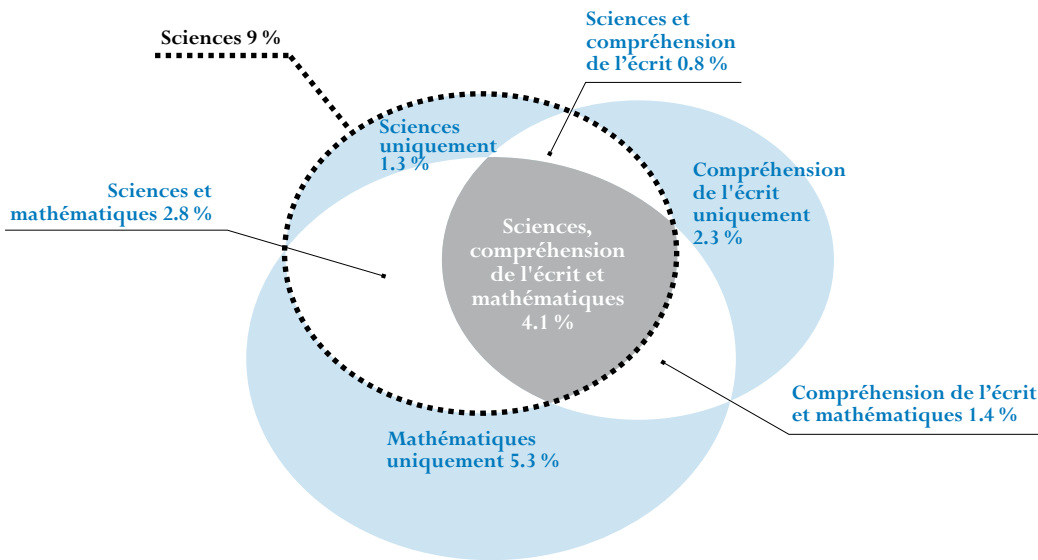 Sciences 9 %
Sciences et
compréhension
de l’écrit 0.8 %
Sciences
uniquement
1.3 %
Compréhension
de l'écrit
uniquement
2.3 %
Sciences et
mathématiques 2.8 %
Sciences,
compréhension
de l'écrit et
mathématiques
4.1 %
Compréhension de l’écrit
et mathématiques 1.4 %
Mathématiques
uniquement 5.3 %